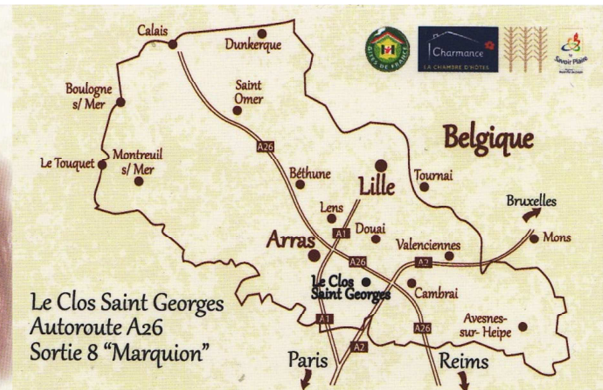 Calais
Dunkerque
GITES DE FRANCE
Charmance
LA CHAMBRE D'HÔTES
Savoir Plaire
Boulogne
s/ Mer
Saint
Omer
Belgique
A26
Le Touquet
Montreuil
s/ Mer
Béthune
Lille
Tournai
Bruxelles
Lens
A1
Douai
Arras
Valenciennes
Mons
A26
A2
Le Clos
Saint Georges
Cambrai
Le Clos Saint Georges
Autoroute A26
Sortie 8 "Marquion"
A1
A26
Avesnes-
sur- Helpe
A2
Paris
Reims